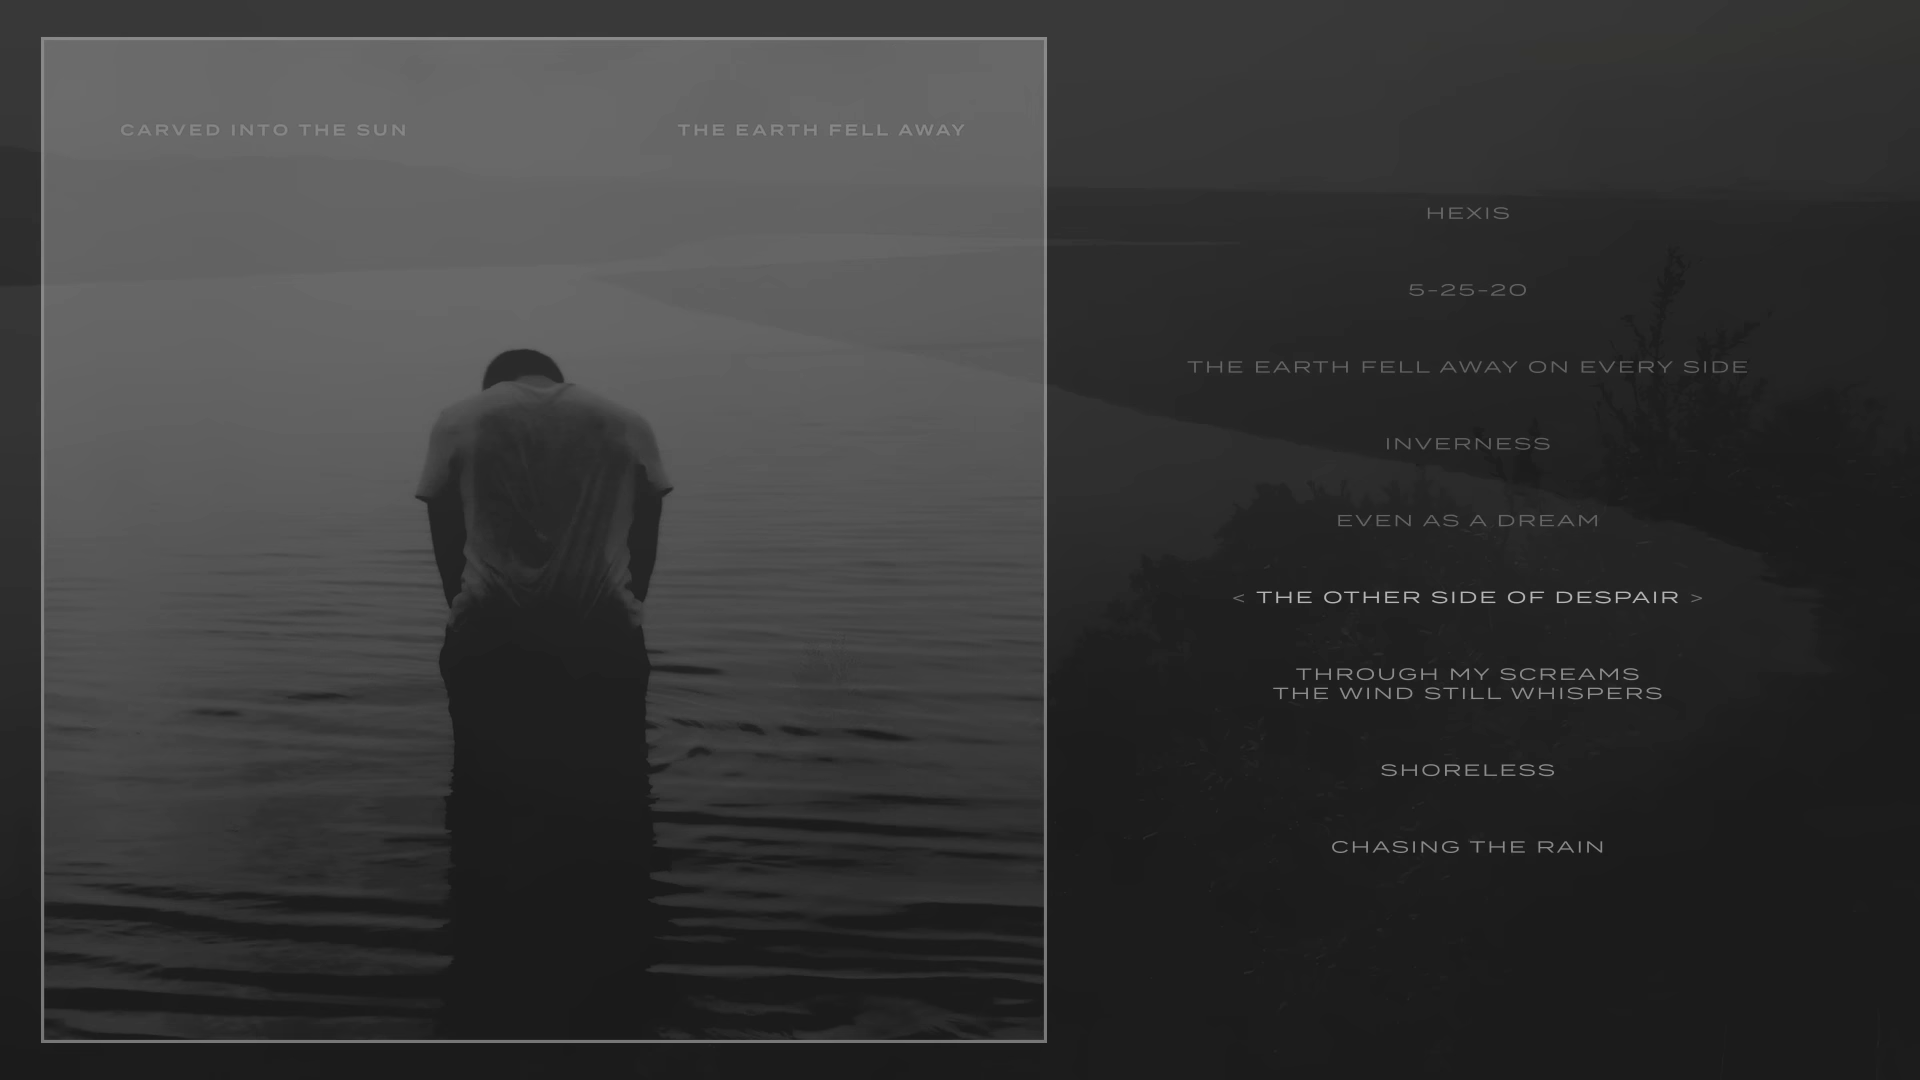 CARVED INTO THE SUN
THE EARTH FELL AWAY
HEXIS
5-25-20
THE EARTH FELL AWAY ON EVERY SIDE
INVERNESS
EVEN AS A DREAM
< THE OTHER SIDE OF DESPAIR >
THROUGH MY SCREAMS
THE WIND STILL WHISPERS
SHORELESS
CHASING THE RAIN